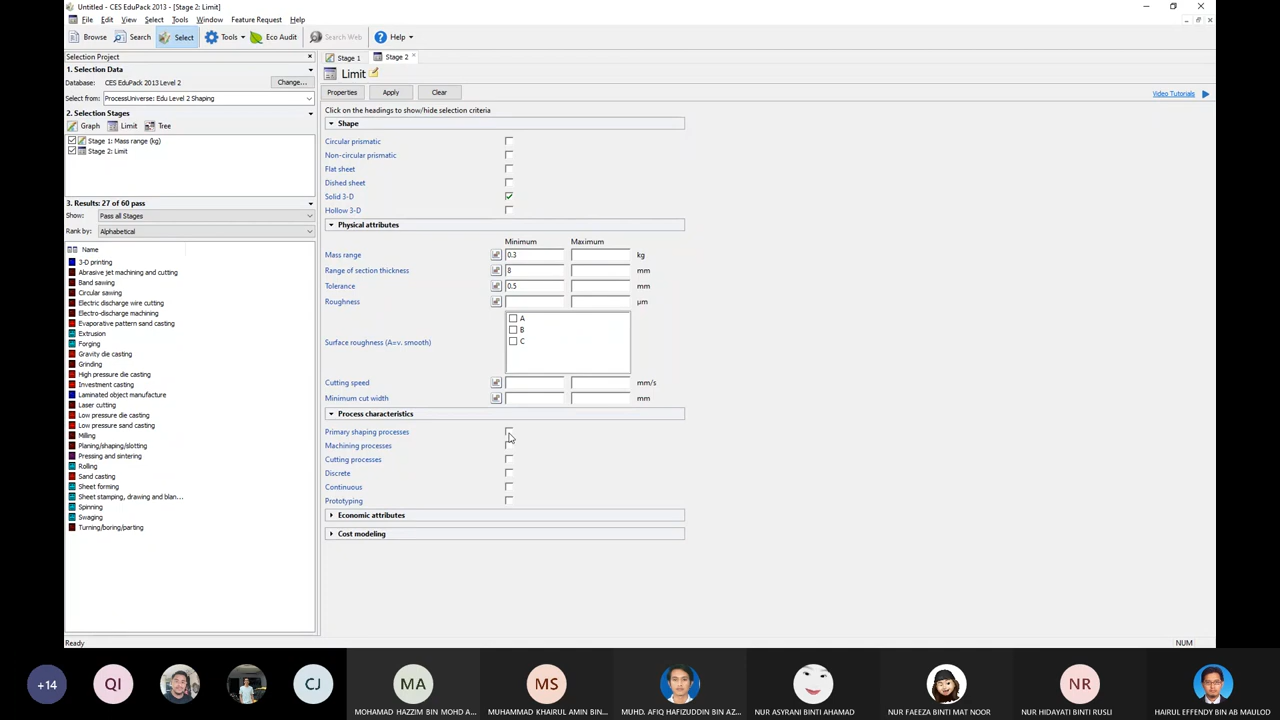 Untitled - CES EduPack 2013 - [Stage 2: Limit]
File Edit View Select Tools Window Feature Request Help
Browse Search Select Tools Eco Audit Search Web Help
Selection Project
1. Selection Data
Database: CES EduPack 2013 Level 2 Change...
Select from: ProcessUniverse: Edu Level 2 Shaping
2. Selection Stages
Graph Limit Tree
Stage 1: Mass range (kg)
Stage 2: Limit
3. Results: 27 of 60 pass
Show: Pass all Stages
Rank by: Alphabetical
Name
3-D printing
Abrasive jet machining and cutting
Band sawing
Circular sawing
Electric discharge wire cutting
Electro-discharge machining
Evaporative pattern sand casting
Extrusion
Forging
Gravity die casting
Grinding
High pressure die casting
Investment casting
Laminated object manufacture
Laser cutting
Low pressure die casting
Low pressure sand casting
Milling
Planing/shaping/slotting
Pressing and sintering
Rolling
Sand casting
Sheet forming
Sheet stamping, drawing and blan...
Spinning
Swaging
Turning/boring/parting
Stage 1 Stage 2
Limit
Properties Apply Clear
Video Tutorials
Click on the headings to show/hide selection criteria
Shape
Circular prismatic
Non-circular prismatic
Flat sheet
Dished sheet
Solid 3-D
Hollow 3-D
Physical attributes
Minimum Maximum
Mass range 0.3 kg
Range of section thickness 8 mm
Tolerance 0.5 mm
Roughness µm
A
B
Surface roughness (A=v. smooth) C
Cutting speed mm/s
Minimum cut width mm
Process characteristics
Primary shaping processes
Machining processes
Cutting processes
Discrete
Continuous
Prototyping
Economic attributes
Cost modeling
Ready NUM
+14 QI CJ MA MS NR
MOHAMAD HAZZIM BIN MOHD A... MUHAMMAD KHAIRUL AMIN BIN... MUHD. AFIQ HAFIZUDDIN BIN AZ... NUR ASYRANI BINTI AHAMAD NUR FAEEZA BINTI MAT NOOR NUR HIDAYATI BINTI RUSLI HAIRUL EFFENDY BIN AB MAULOD